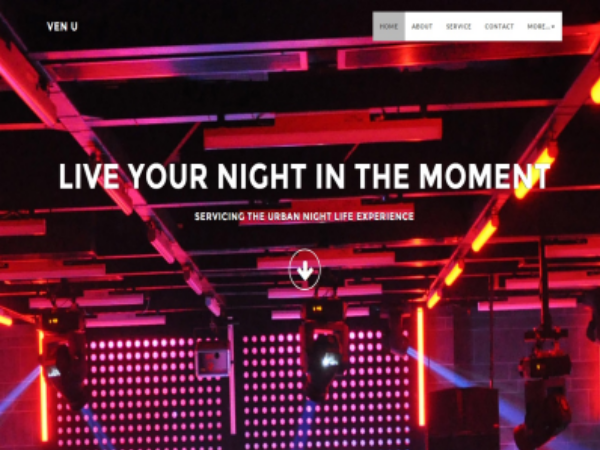 VEN U
HOME ABOUT SERVICE CONTACT MORE...
LIVE YOUR NIGHT IN THE MOMENT
SERVICING THE URBAN NIGHT LIFE EXPERIENCE